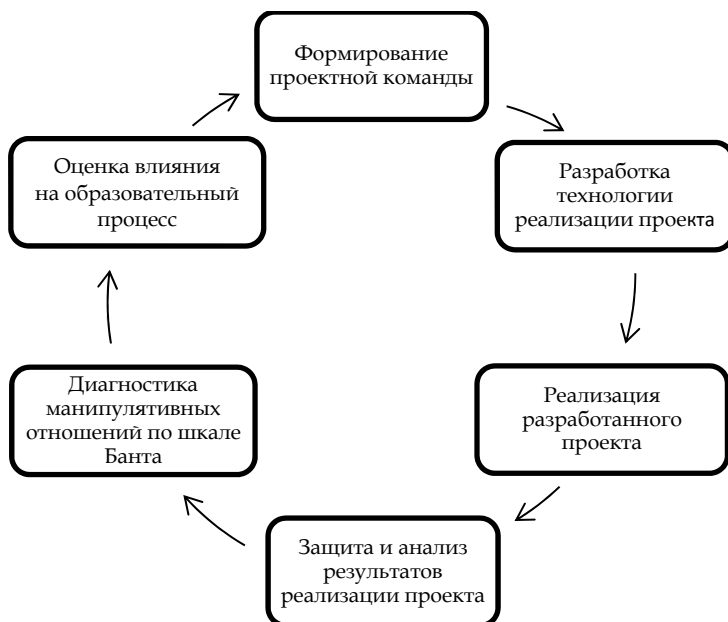 Формирование
проектной команды
Разработка
технологии
реализации проекта
Реализация
разработанного
проекта
Защита и анализ
результатов
реализации проекта
Диагностика
манипулятивных
отношений по шкале
Банта
Оценка влияния
на образовательный
процесс